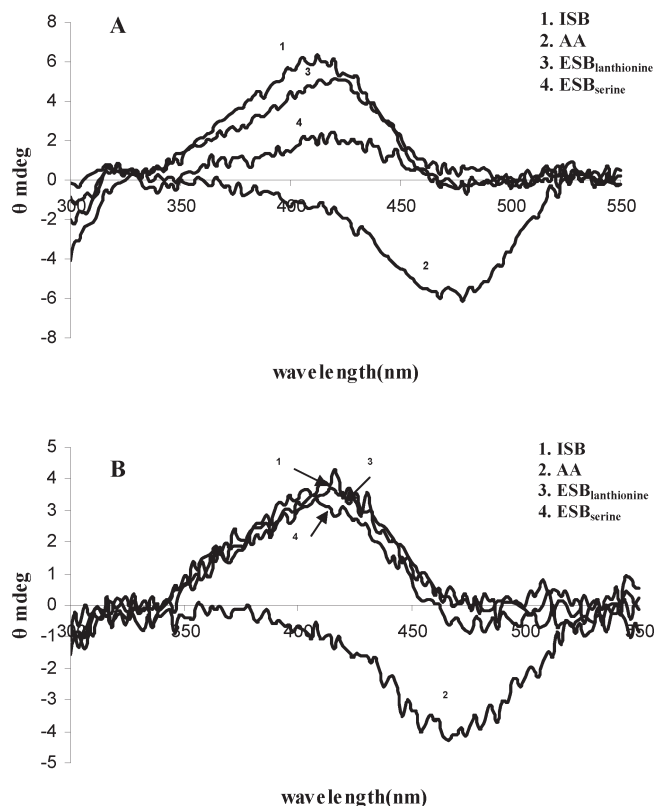 A
1. ISB
2. AA
3. ESBlanthionine
4. ESBserine
8
6
4
2
0
-2
-4
-6
-8
θ mdeg
1
3
4
2
300 350 400 450 500 550
wavelength(nm)
B
1. ISB
2. AA
3. ESBlanthionine
4. ESBserine
5
4
3
2
1
0
-1
-2
-3
-4
-5
θ mdeg
1
3
4
2
300 350 400 450 500 550
wavelength(nm)